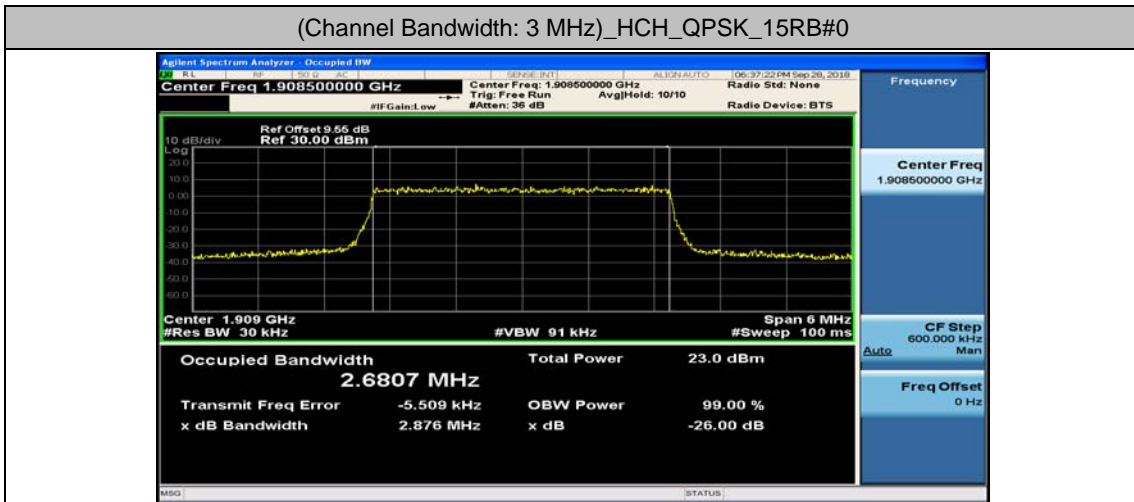 (Channel Bandwidth: 3 MHz)_HCH_QPSK_15RB#0
Agilent Spectrum Analyzer - Occupied BW
LXI RL RF 50 Ω AC SENSE:INT ALIGN AUTO 06:37:22 PM Sep 28, 2018
Center Freq 1.908500000 GHz
Center Freq: 1.908500000 GHz
Radio Std: None
Trig: Free Run Avg|Hold: 10/10
#IFGain:Low #Atten: 36 dB Radio Device: BTS
Ref Offset 9.55 dB
10 dB/div Ref 30.00 dBm
Log
20.0
10.0
0.00
-10.0
-20.0
-30.0
-40.0
-50.0
-60.0
Center 1.909 GHz Span 6 MHz
#Res BW 30 kHz #VBW 91 kHz #Sweep 100 ms
Occupied Bandwidth Total Power 23.0 dBm
2.6807 MHz
Transmit Freq Error -5.509 kHz OBW Power 99.00 %
x dB Bandwidth 2.876 MHz x dB -26.00 dB
MSG STATUS
Frequency
Center Freq
1.908500000 GHz
CF Step
600.000 kHz
Auto Man
Freq Offset
0 Hz